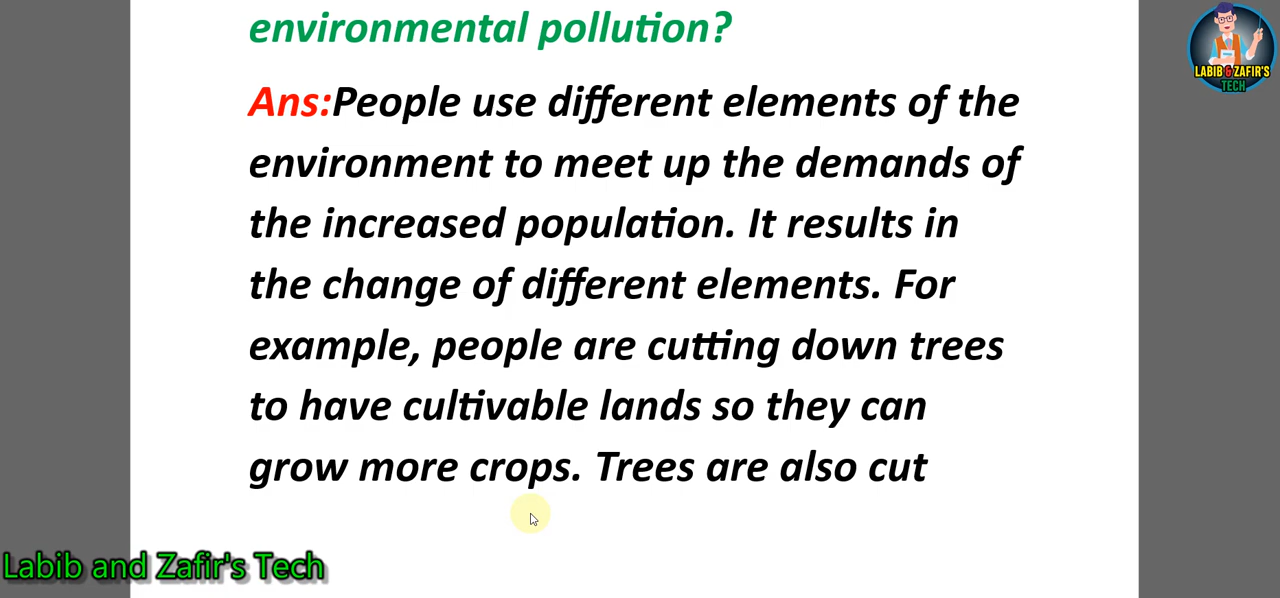 environmental pollution?
Ans:People use different elements of the
environment to meet up the demands of
the increased population. It results in
the change of different elements. For
example, people are cutting down trees
to have cultivable lands so they can
grow more crops. Trees are also cut
LABIB & ZAFIR'S
TECH
Labib and Zafir's Tech